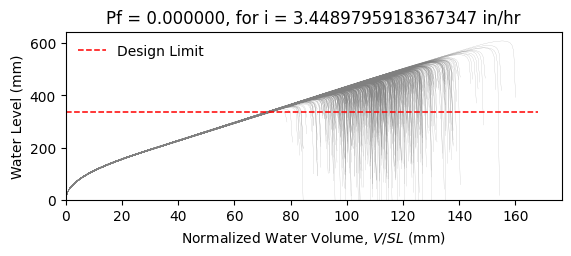 Pf = 0.000000, for i = 3.4489795918367347 in/hr
Design Limit
Water Level (mm)
600
400
200
0
0 20 40 60 80 100 120 140 160
Normalized Water Volume, V/SL (mm)